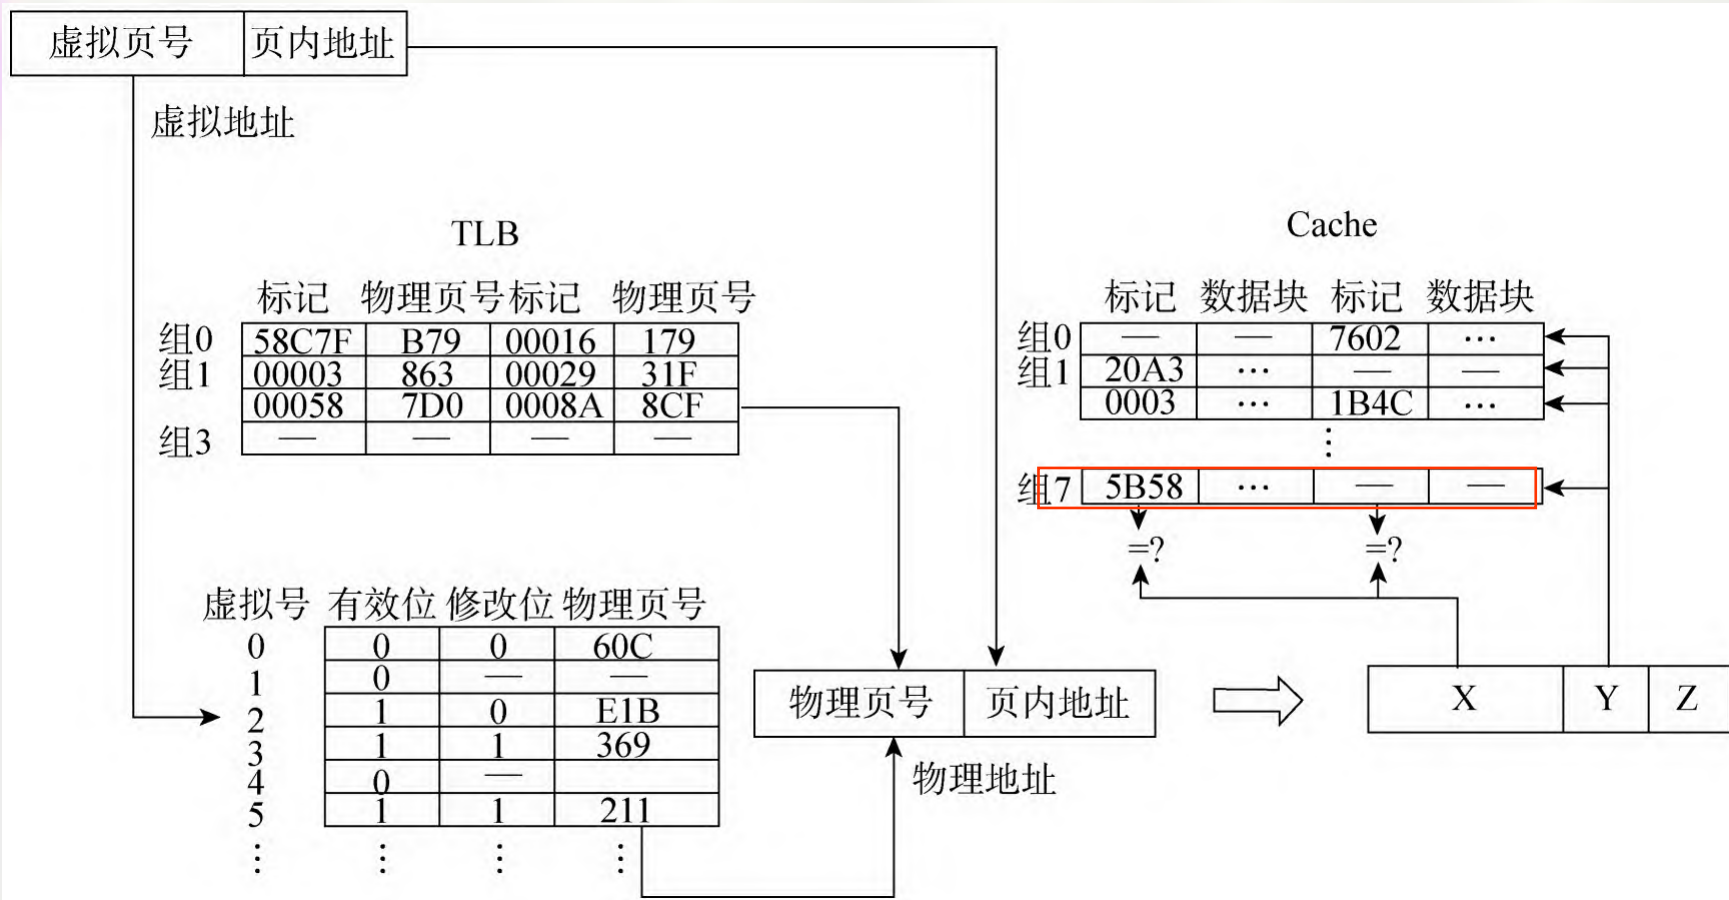 虚拟页号 页内地址
虚拟地址
TLB
标记 物理页号 标记 物理页号
组0 58C7F B79 00016 179
组1 00003 863 00029 31F
00058 7D0 0008A 8CF
组3 — — — —
Cache
标记 数据块 标记 数据块
组0 — — 7602 …
组1 20A3 … — —
0003 … 1B4C …
⋮
组7 5B58 … — —
=? =?
虚拟号 有效位 修改位 物理页号
0 0 0 60C
1 0 — —
2 1 0 E1B
3 1 1 369
4 0 —
5 1 1 211
⋮ ⋮ ⋮ ⋮
物理页号 页内地址
物理地址
X Y Z